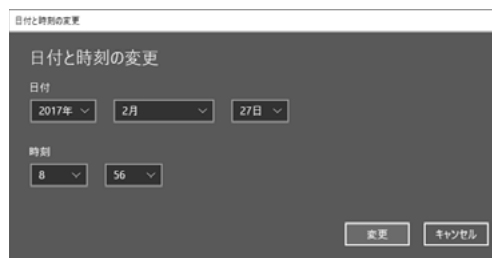 日付と時刻の変更
日付と時刻の変更
日付
2017年 2月 27日
時刻
8 56
変更 キャンセル